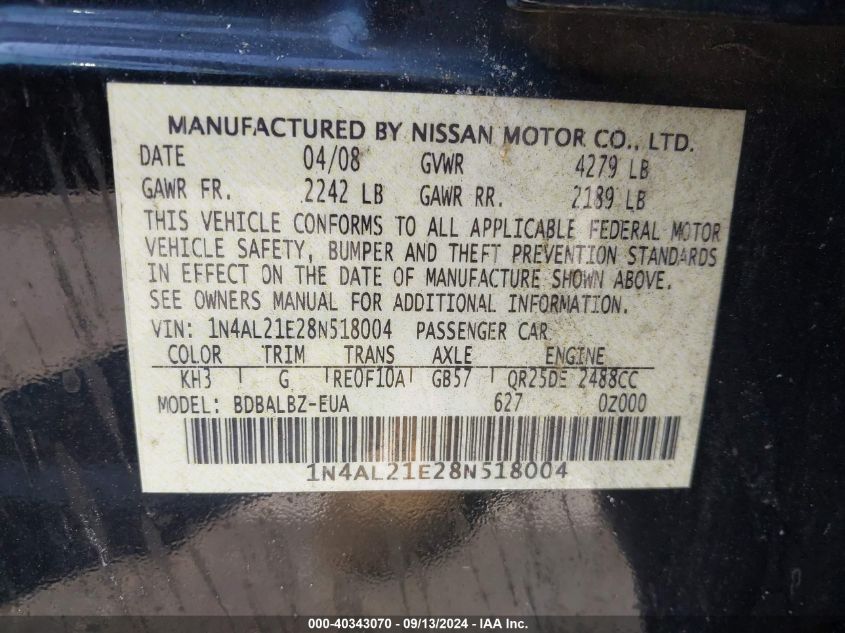 MANUFACTURED BY NISSAN MOTOR CO., LTD.
DATE 04/08 GVWR 4279 LB
GAWR FR. 2242 LB GAWR RR. 2189 LB
THIS VEHICLE CONFORMS TO ALL APPLICABLE FEDERAL MOTOR
VEHICLE SAFETY, BUMPER AND THEFT PREVENTION STANDARDS
IN EFFECT ON THE DATE OF MANUFACTURE SHOWN ABOVE.
SEE OWNERS MANUAL FOR ADDITIONAL INFORMATION.
VIN: 1N4AL21E28N518004 PASSENGER CAR
COLOR TRIM TRANS AXLE ENGINE
KH3 G RE0F10A GB57 QR25DE 2488CC
MODEL: BDBALBZ-EUA 627 0Z000
1N4AL21E28N518004
000-40343070 - 09/13/2024 - IAA Inc.